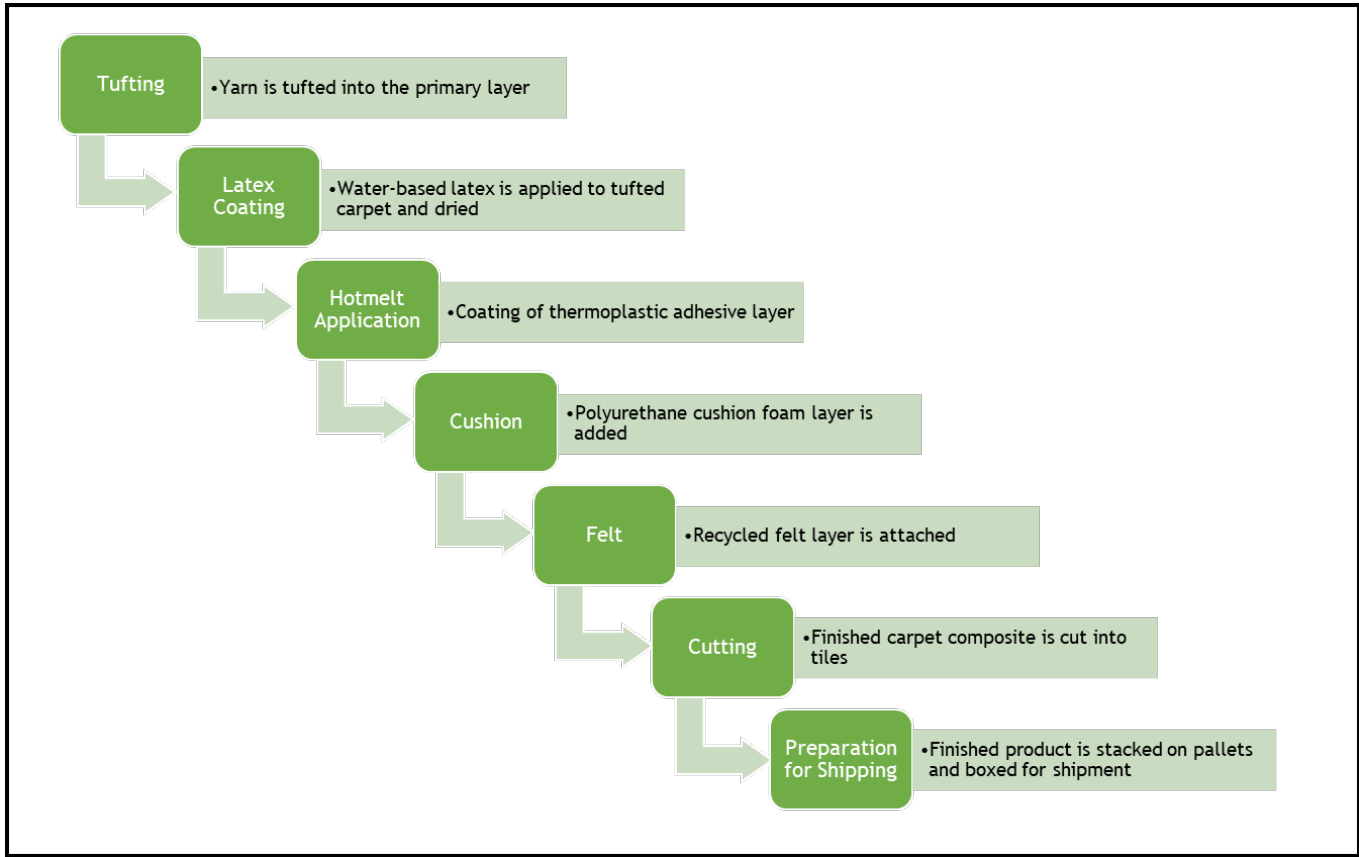 Tufting
•Yarn is tufted into the primary layer
Latex
Coating
•Water-based latex is applied to tufted
carpet and dried
Hotmelt
Application
•Coating of thermoplastic adhesive layer
Cushion
•Polyurethane cushion foam layer is
added
Felt
•Recycled felt layer is attached
Cutting
•Finished carpet composite is cut into
tiles
Preparation
for Shipping
•Finished product is stacked on pallets
and boxed for shipment